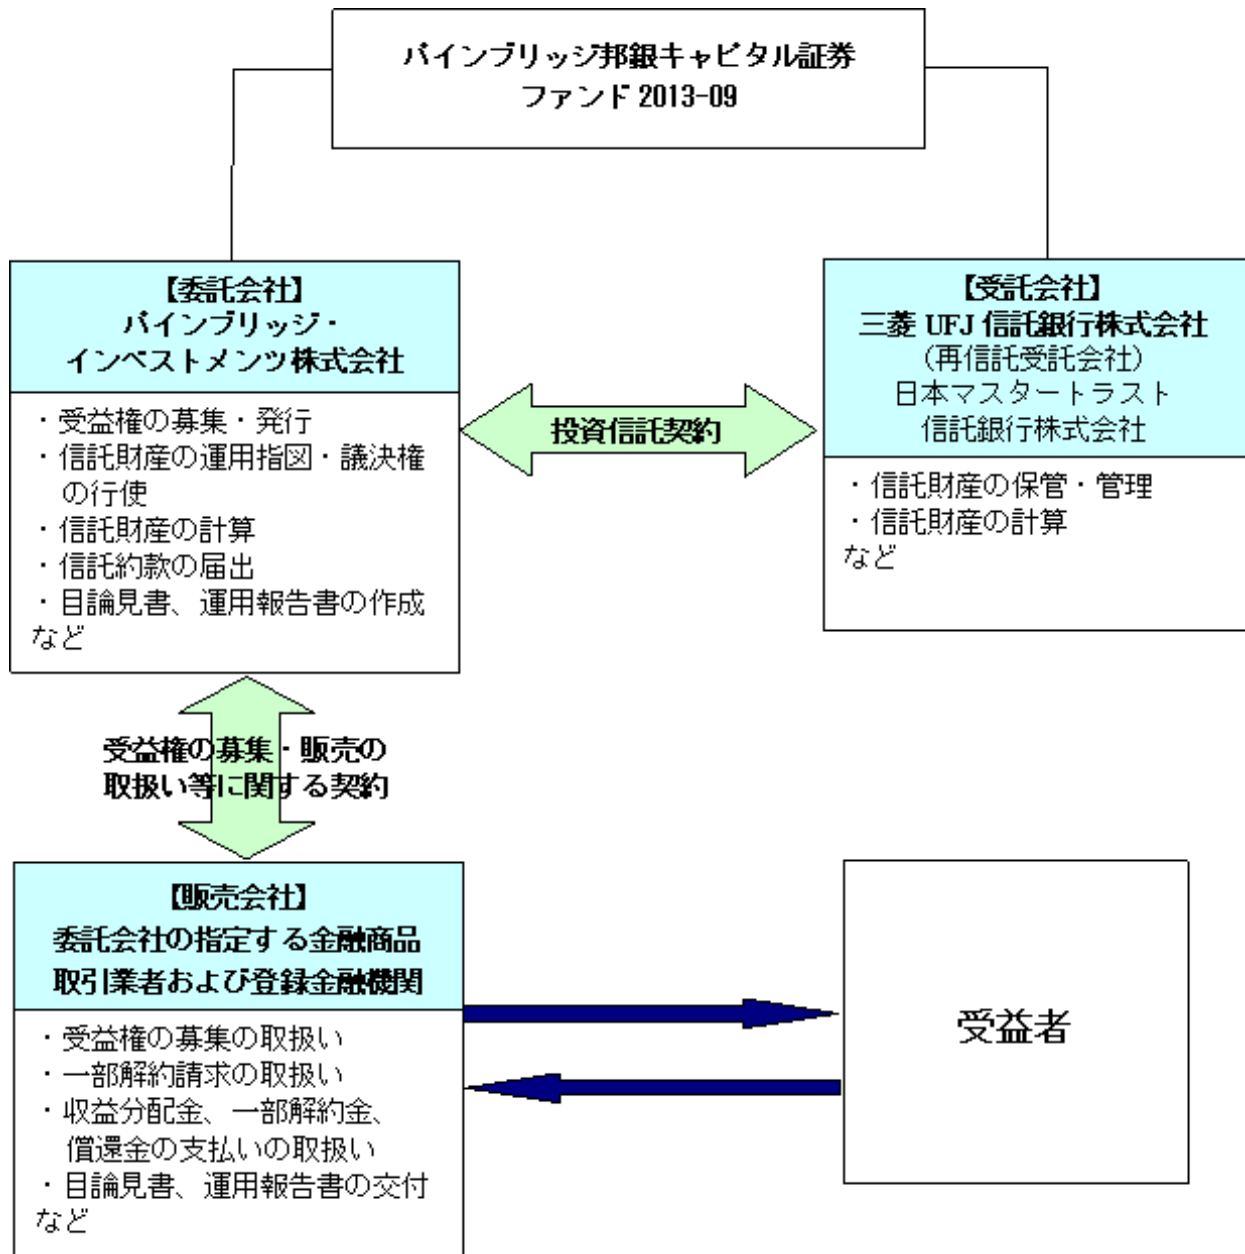 パインブリッジ邦銀キャピタル証券
ファンド 2013-09
【委託会社】
パインブリッジ・
インベストメンツ株式会社
・受益権の募集・発行
・信託財産の運用指図・議決権
の行使
・信託財産の計算
・信託約款の届出
・目論見書、運用報告書の作成
など
投資信託契約
【受託会社】
三菱 UFJ 信託銀行株式会社
(再信託受託会社)
日本マスタートラスト
信託銀行株式会社
・信託財産の保管・管理
・信託財産の計算
など
受益権の募集・販売の
取扱い等に関する契約
【販売会社】
委託会社の指定する金融商品
取引業者および登録金融機関
・受益権の募集の取扱い
・一部解約請求の取扱い
・収益分配金、一部解約金、
償還金の支払いの取扱い
・目論見書、運用報告書の交付
など
受益者